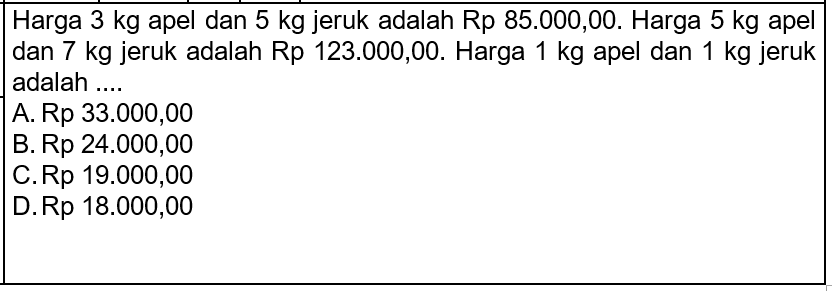 Harga 3 kg apel dan 5 kg jeruk adalah Rp 85.000,00. Harga 5 kg apel
dan 7 kg jeruk adalah Rp 123.000,00. Harga 1 kg apel dan 1 kg jeruk
adalah ....
A. Rp 33.000,00
B. Rp 24.000,00
C. Rp 19.000,00
D. Rp 18.000,00